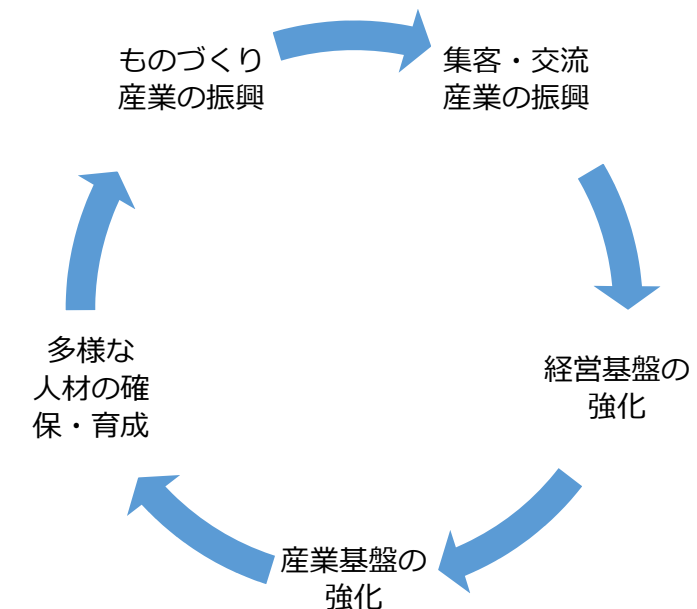 ものづくり
産業の振興
集客・交流
産業の振興
経営基盤の
強化
産業基盤の
強化
多様な
人材の確
保・育成